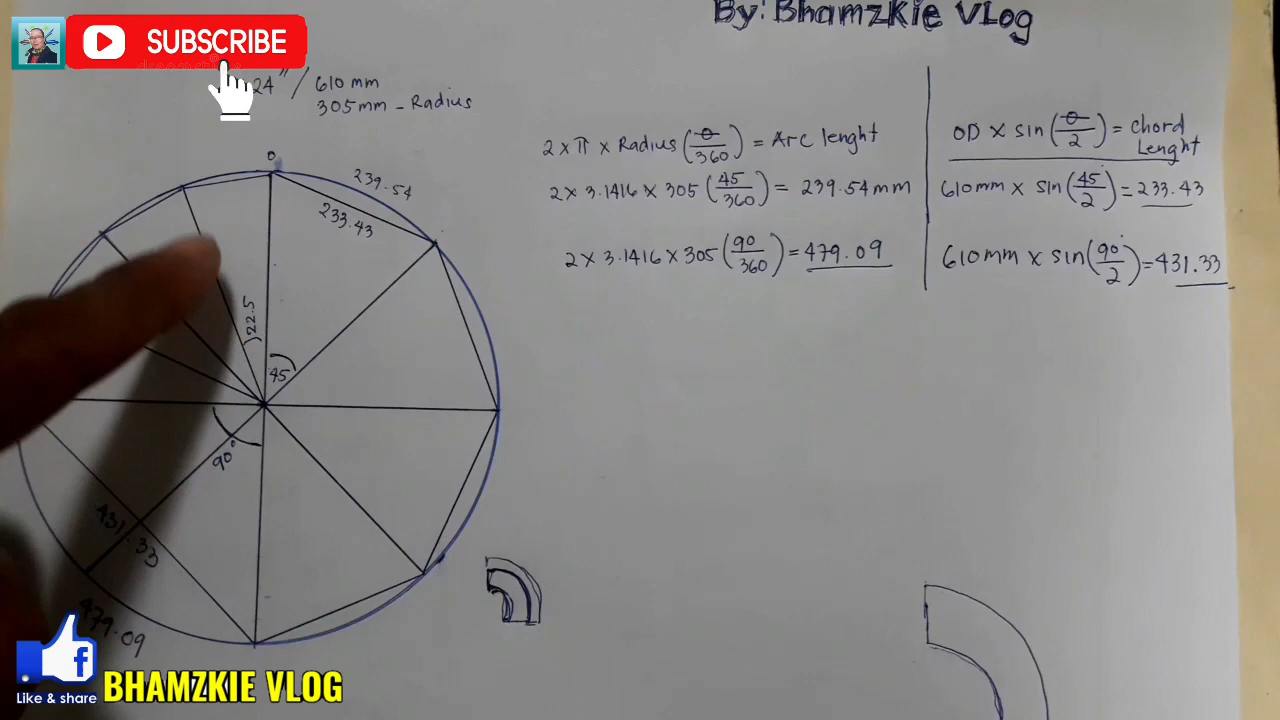 By: Bhamzkie VLog
SUBSCRIBE
24" / 610 mm
305mm - Radius
2 x π x Radius (θ/360) = Arc lenght
2 x 3.1416 x 305 (45/360) = 239.54mm
2 x 3.1416 x 305 (90/360) = 479.09
OD x sin (θ/2) = Chord Lenght
610mm x sin (45°/2) = 233.43
610mm x sin (90°/2) = 431.33
0
239.54
233.43
22.5
45
90°
431.33
479.09
Like & share
BHAMZKIE VLOG